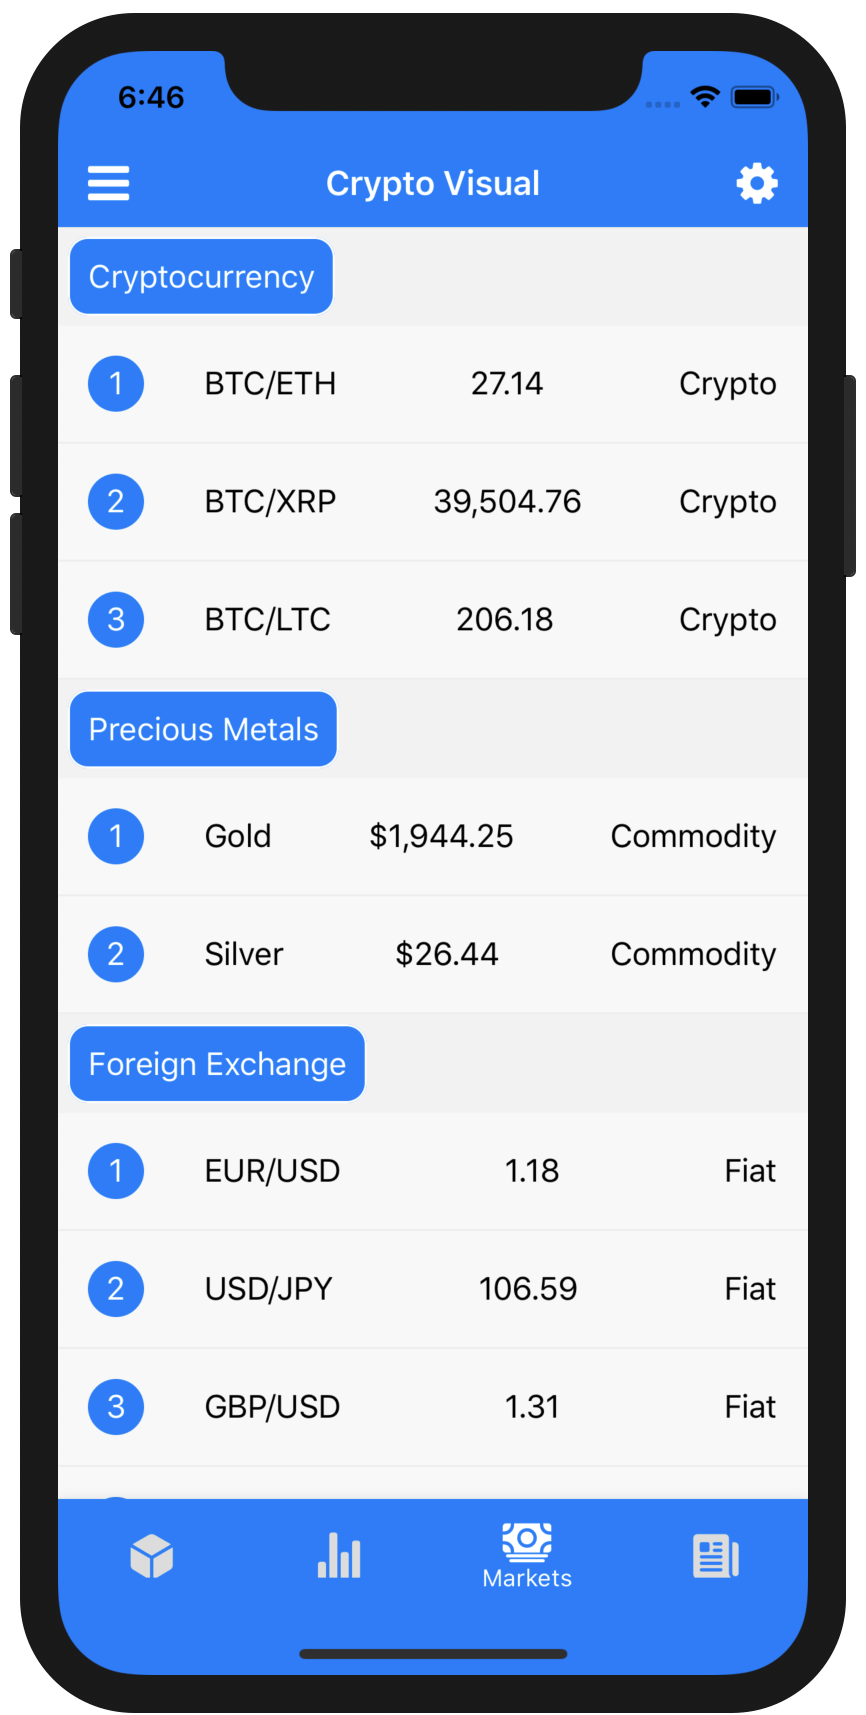 6:46
Crypto Visual
Cryptocurrency
1 BTC/ETH 27.14 Crypto
2 BTC/XRP 39,504.76 Crypto
3 BTC/LTC 206.18 Crypto
Precious Metals
1 Gold $1,944.25 Commodity
2 Silver $26.44 Commodity
Foreign Exchange
1 EUR/USD 1.18 Fiat
2 USD/JPY 106.59 Fiat
3 GBP/USD 1.31 Fiat
Markets